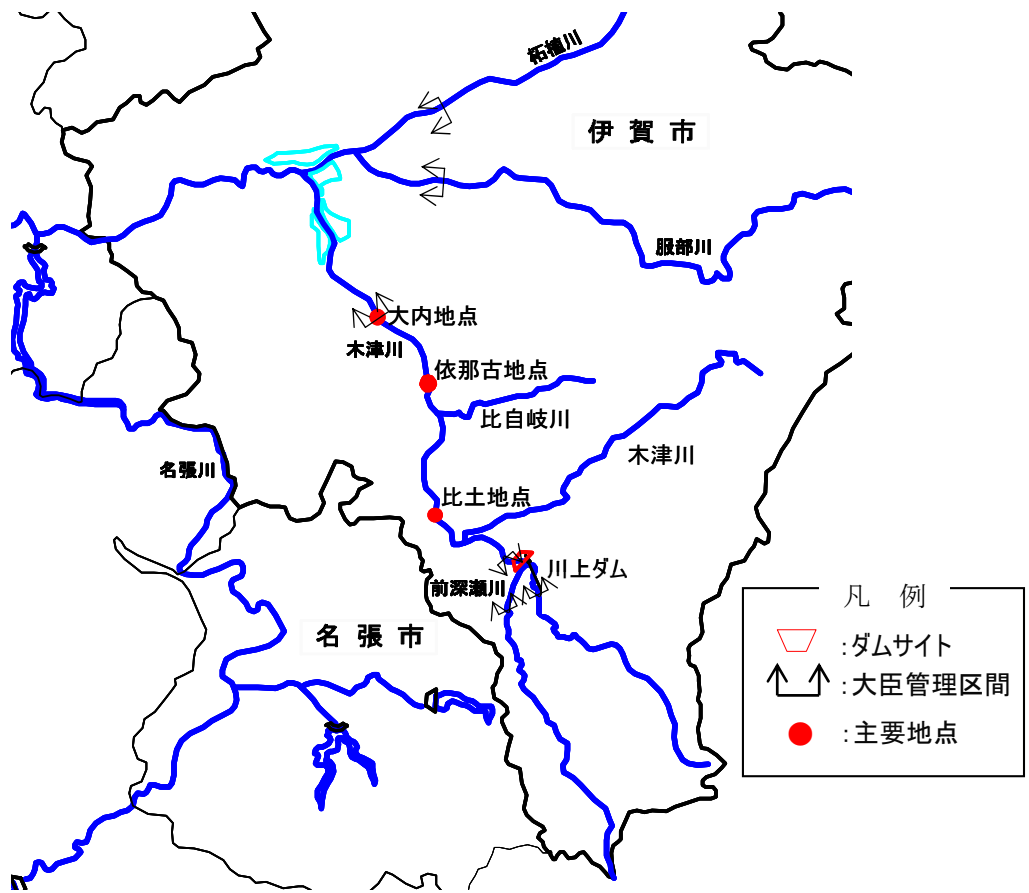 柘植川
伊賀市
服部川
大内地点
木津川
依那古地点
比自岐川
木津川
名張川
比土地点
川上ダム
前深瀬川
名張市
凡例
:ダムサイト
:大臣管理区間
:主要地点